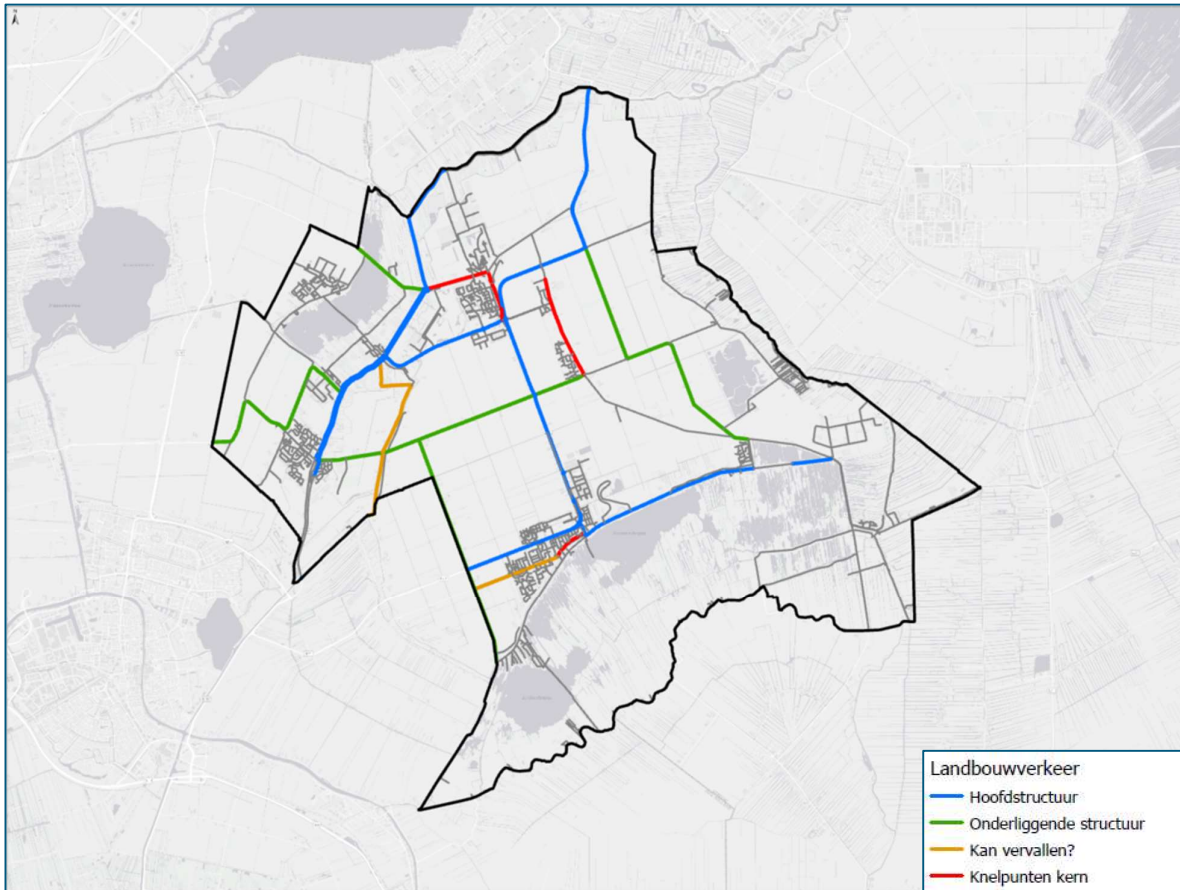 N
Landbouwverkeer
Hoofdstructuur
Onderliggende structuur
Kan vervallen?
Knelpunten kern